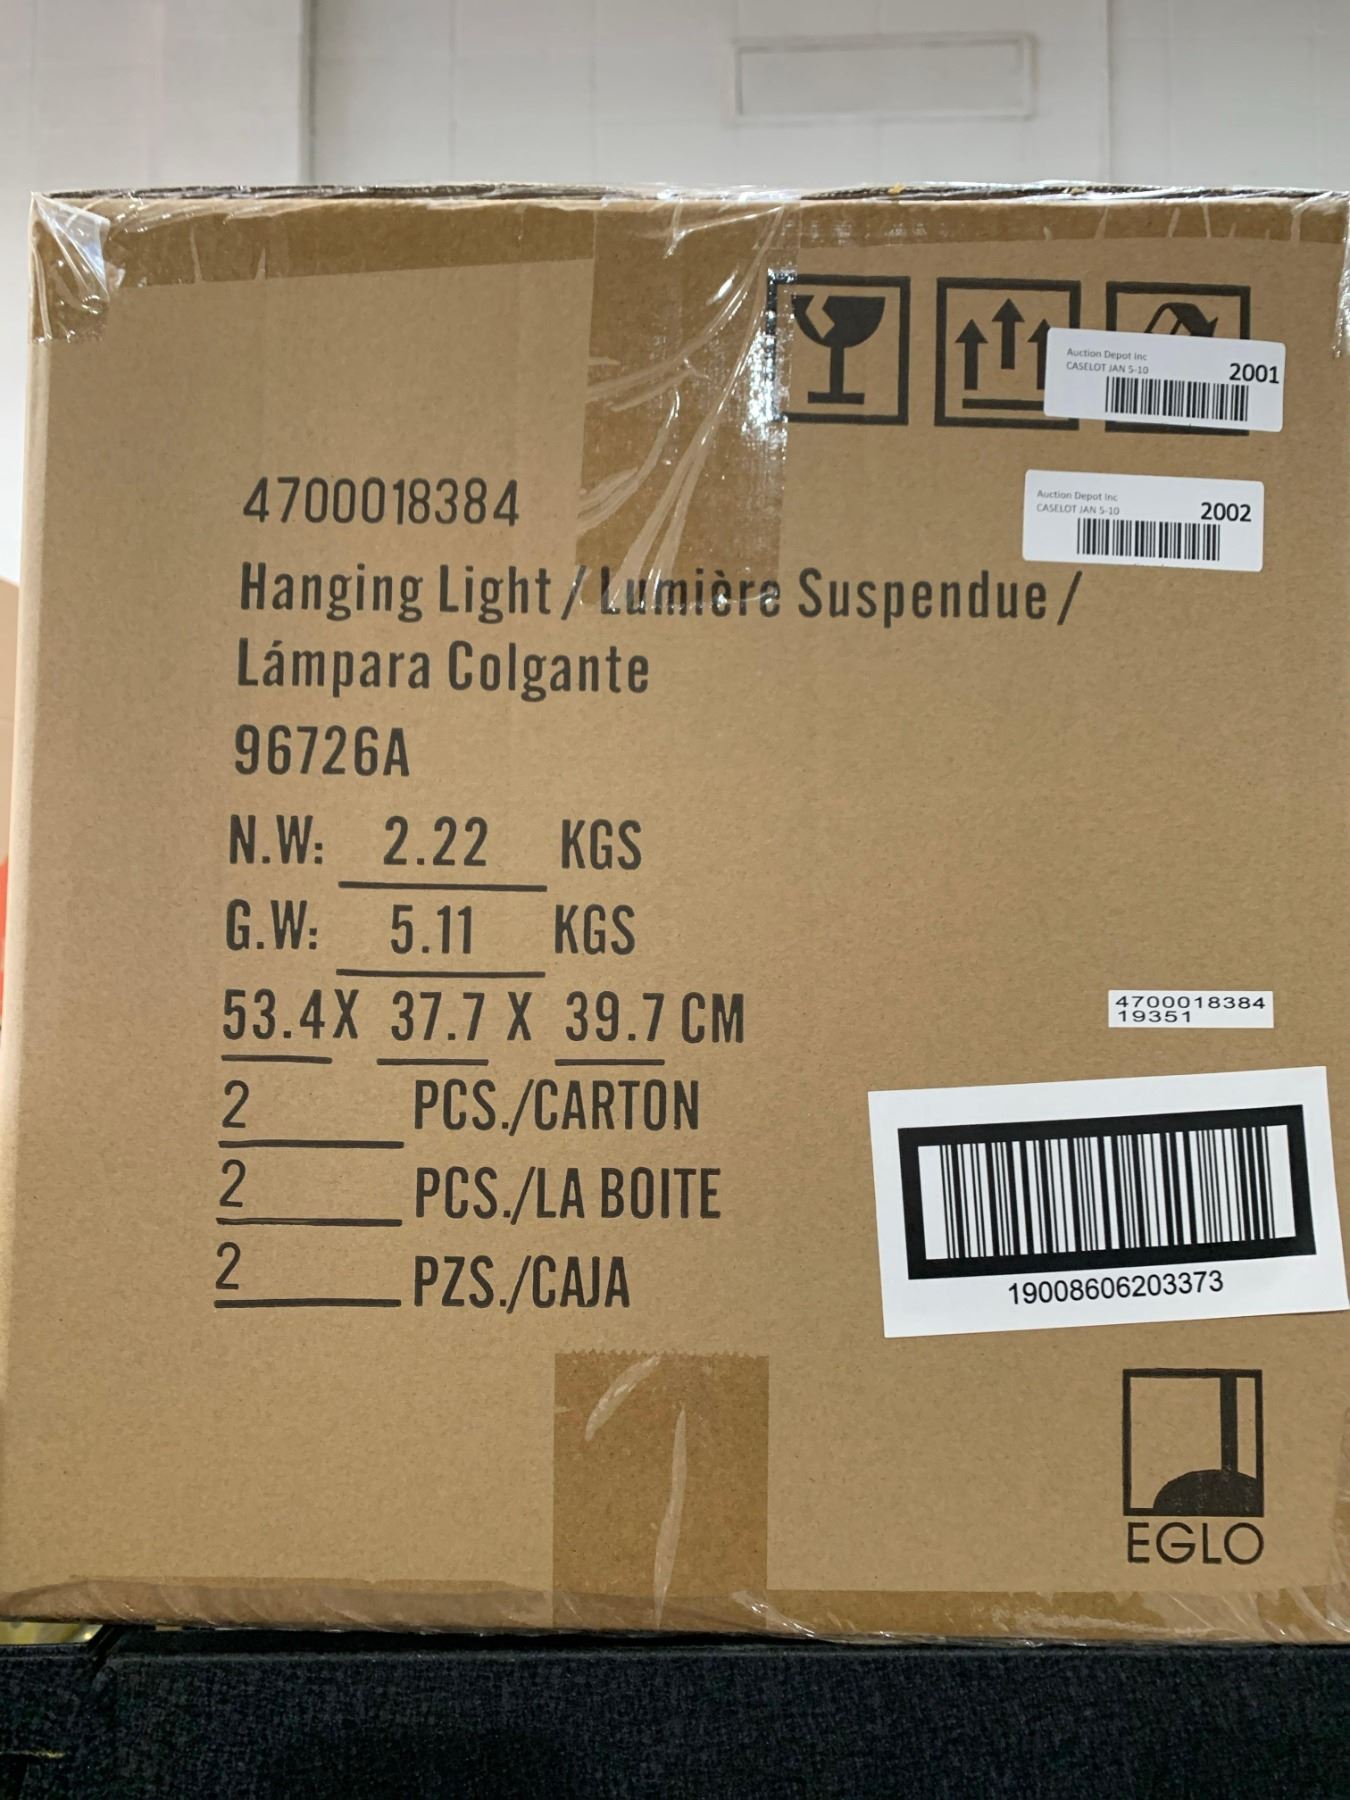 Auction Depot Inc
CASELOT JAN 5-10
2001
Auction Depot Inc
CASELOT JAN 5-10
2002
4700018384
Hanging Light / Lumière Suspendue /
Lámpara Colgante
96726A
N.W: 2.22 KGS
G.W: 5.11 KGS
53.4X 37.7 X 39.7 CM
2 PCS./CARTON
2 PCS./LA BOITE
2 PZS./CAJA
4700018384
19351
19008606203373
EGLO